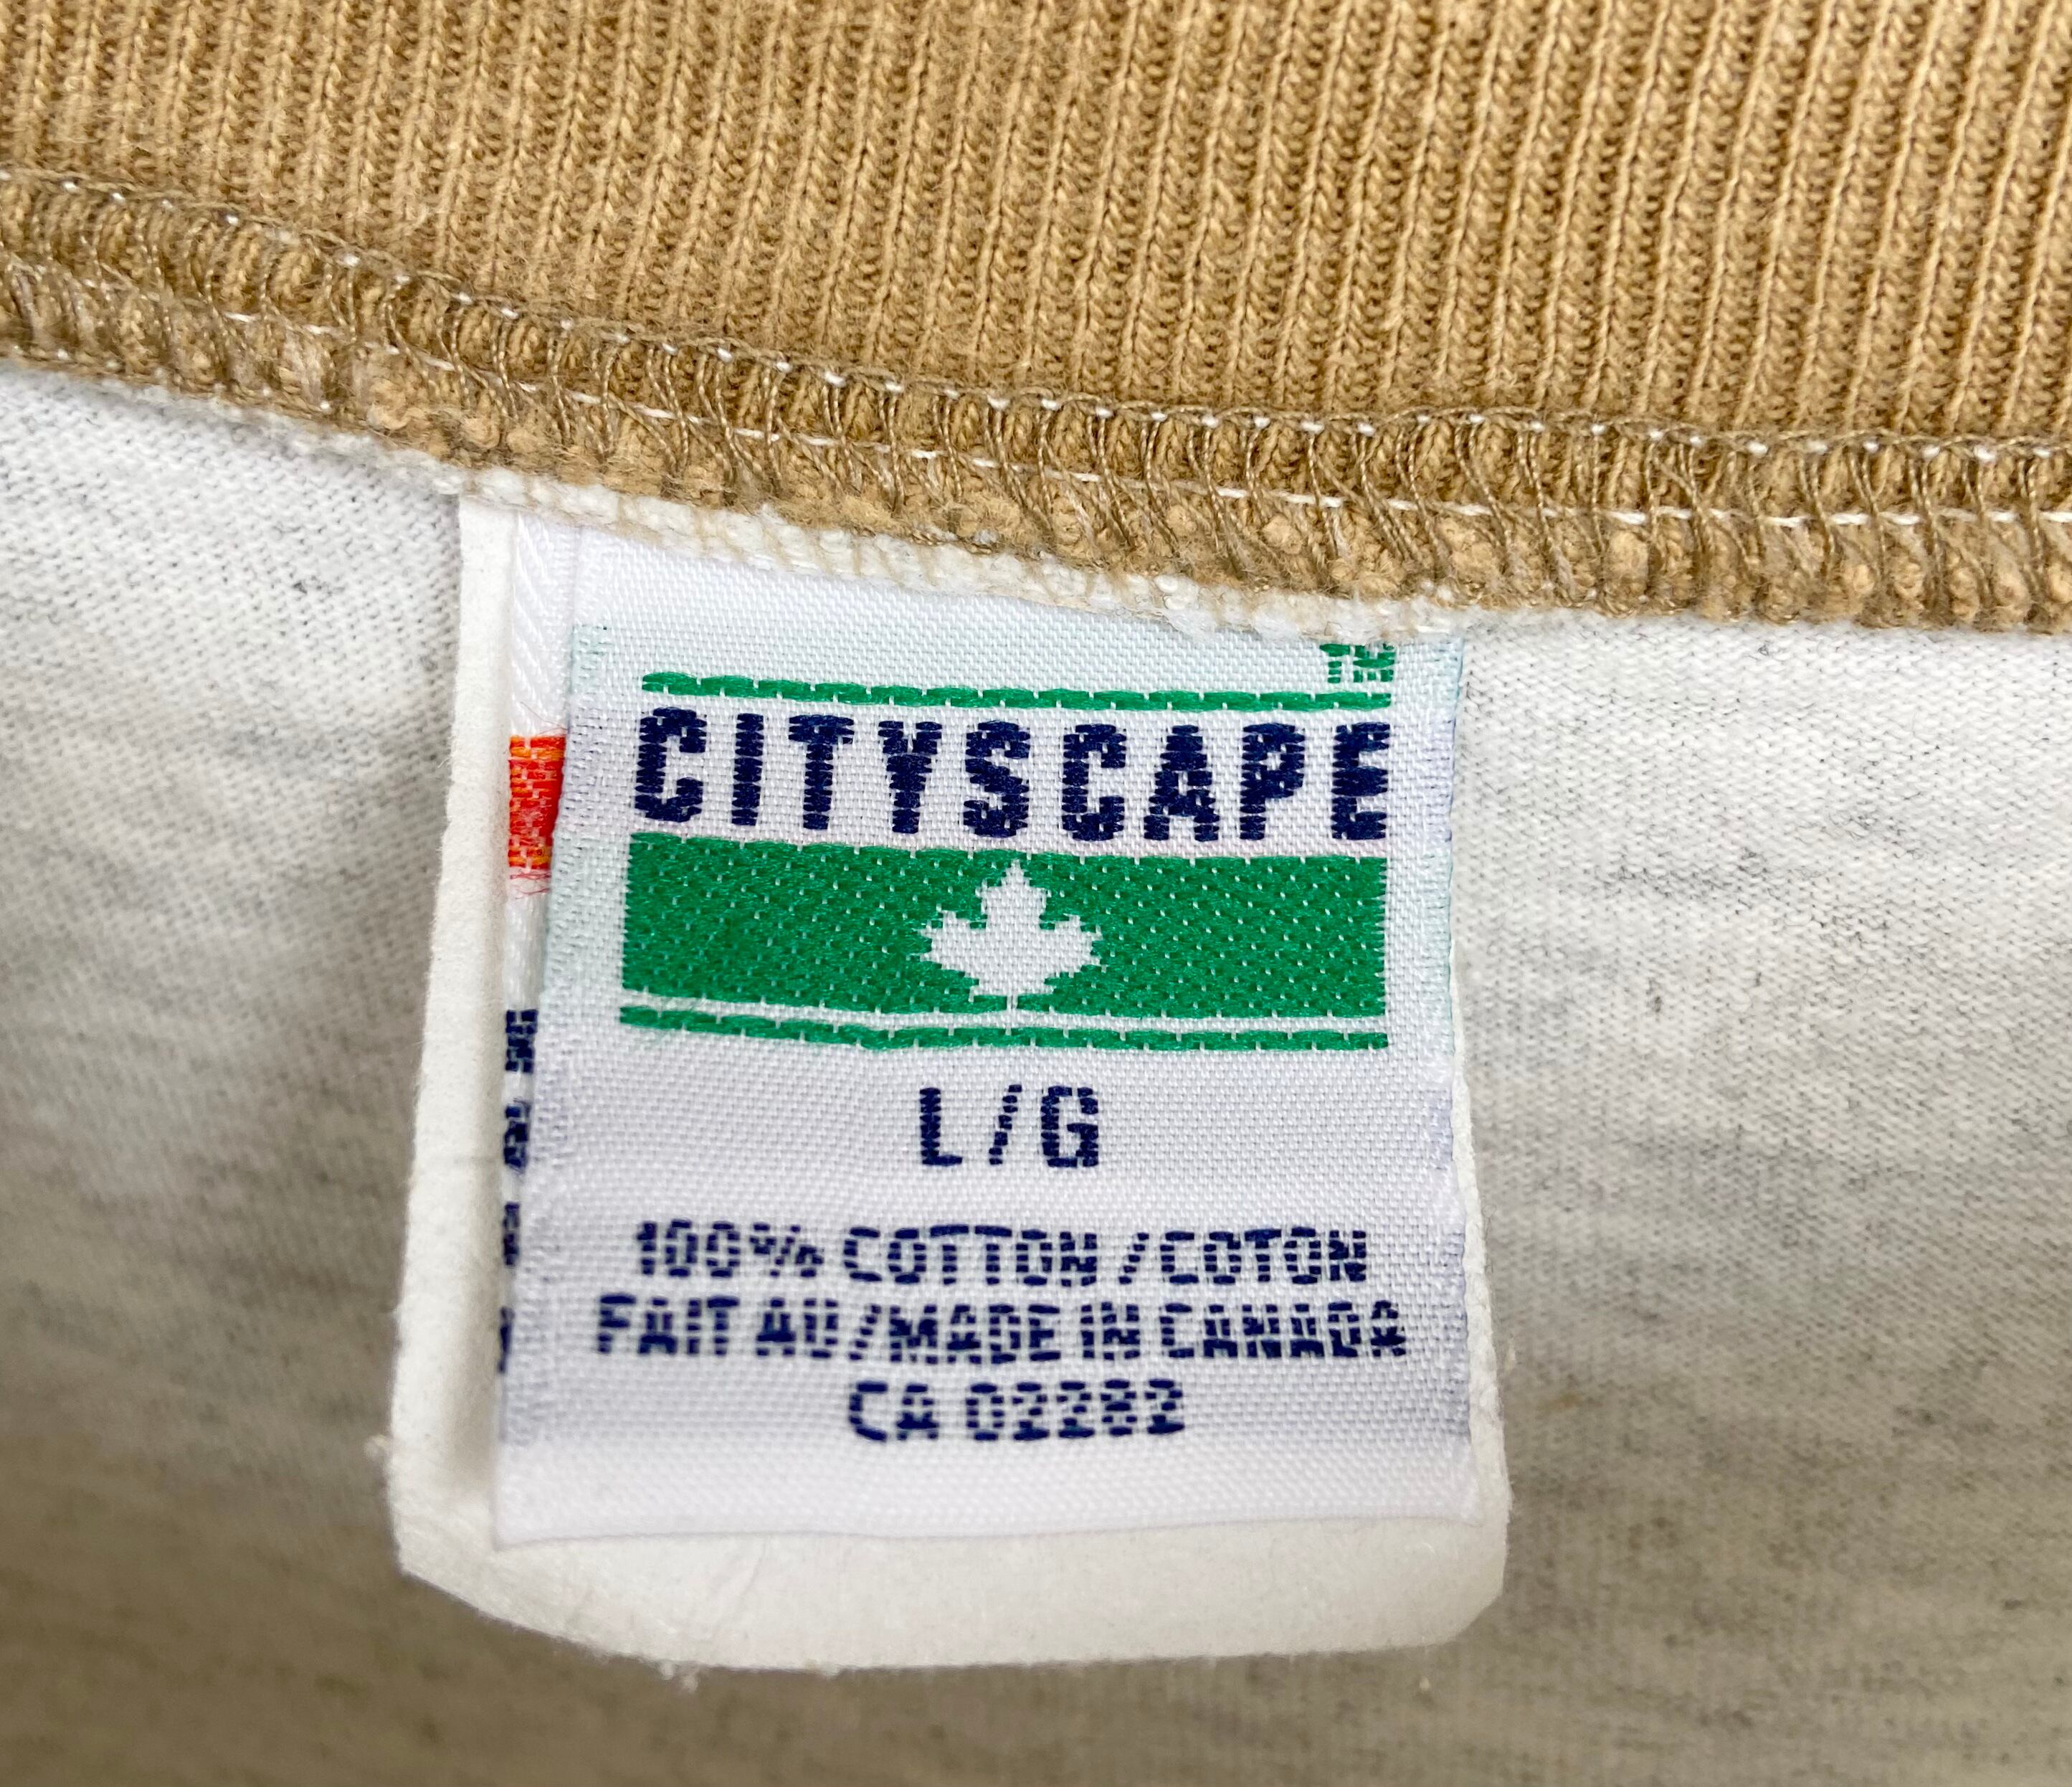 TM
CITYSCAPE
L/G
100% COTTON/COTON
FAIT AU/MADE IN CANADA
CA 02282